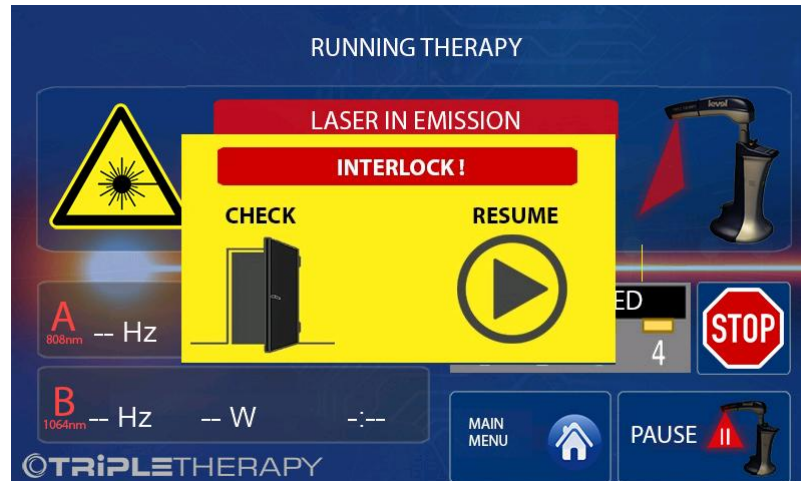 RUNNING THERAPY
LASER IN EMISSION
level
INTERLOCK !
CHECK
RESUME
A
808nm
-- Hz
ED
4
STOP
B
1064nm
-- Hz
-- W
-:--
MAIN
MENU
PAUSE
©TRiPLETHERAPY